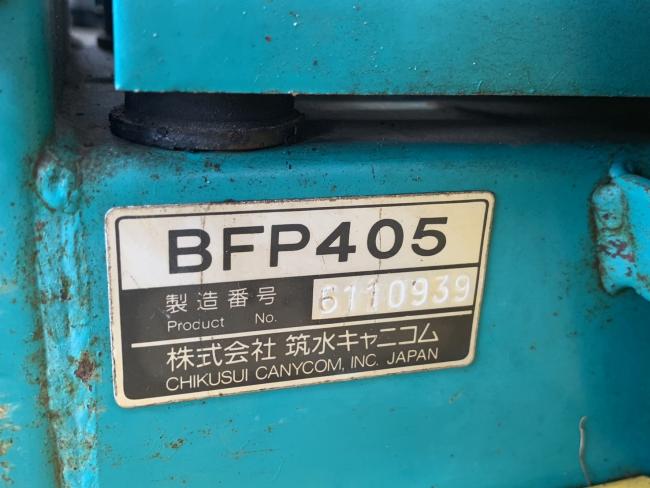 BFP405
製造番号 6110939
Product No.
株式会社 筑水キャニコム
CHIKUSUI CANYCOM, INC. JAPAN